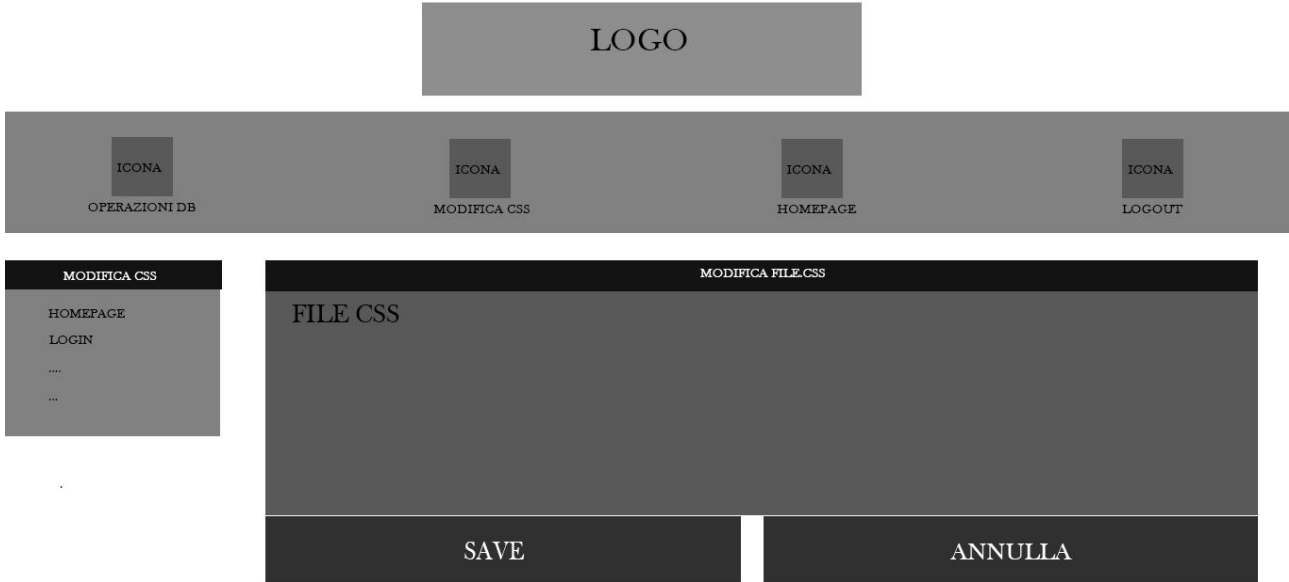 LOGO
ICONA ICONA ICONA ICONA
OPERAZIONI DB MODIFICA CSS HOMEPAGE LOGOUT
MODIFICA CSS
HOMEPAGE
LOGIN
....
...
.
MODIFICA FILE.CSS
FILE CSS
SAVE ANNULLA